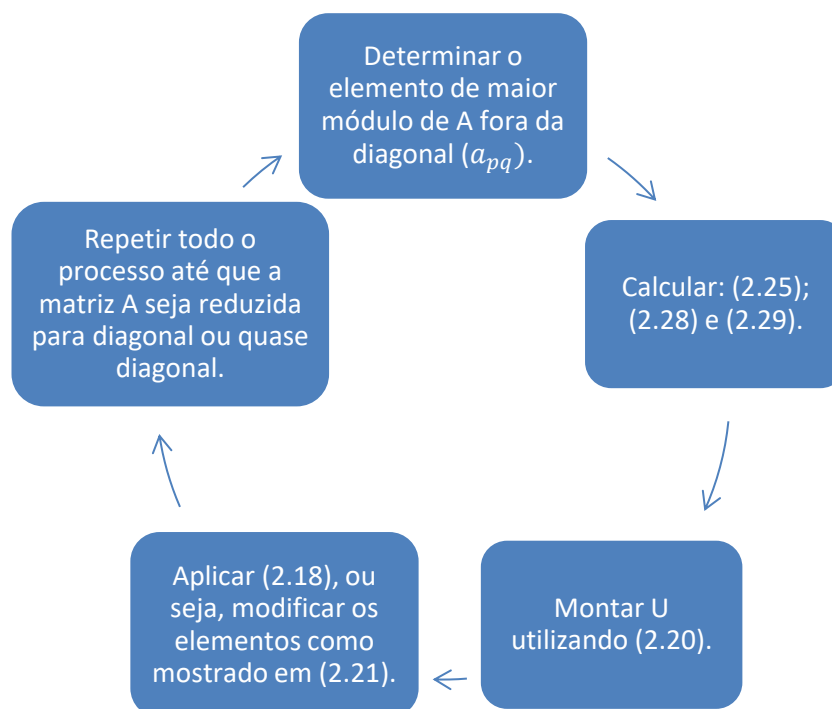 Determinar o
elemento de maior
módulo de A fora da
diagonal (a_{pq}).
Calcular: (2.25);
(2.28) e (2.29).
Montar U
utilizando (2.20).
Aplicar (2.18), ou
seja, modificar os
elementos como
mostrado em (2.21).
Repetir todo o
processo até que a
matriz A seja reduzida
para diagonal ou quase
diagonal.